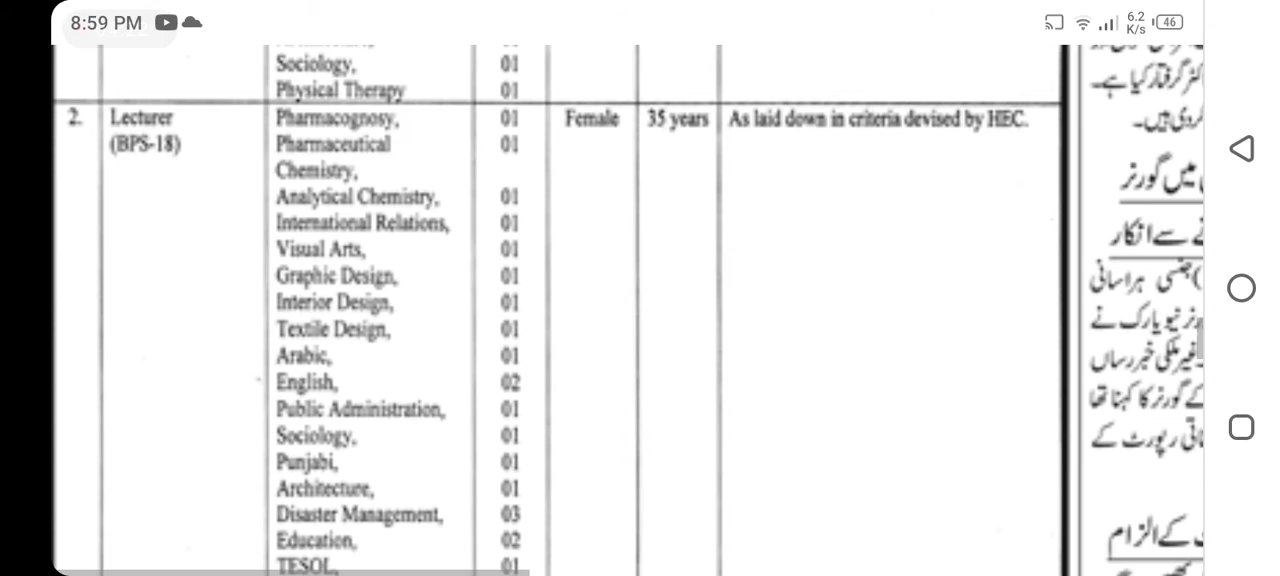 8:59 PM 6.2 K/s 46
Sociology, 01
Physical Therapy 01
2. Lecturer Pharmacognosy, 01 Female 35 years As laid down in criteria devised by HEC.
(BPS-18) Pharmaceutical 01
Chemistry,
Analytical Chemistry, 01
International Relations, 01
Visual Arts, 01
Graphic Design, 01
Interior Design, 01
Textile Design, 01
Arabic, 01
English, 02
Public Administration, 01
Sociology, 01
Punjabi, 01
Architecture, 01
Disaster Management, 03
Education, 02
TESOL, 01
گرفتار کیا ہے۔
کردی ہیں۔
میں گورنر
سے انکار
جنسی ہراسانی
نیویارک نے
غیر ملکی خبر رساں
کے گورنر کا کہنا تھا
رپورٹ کے
کے الزام